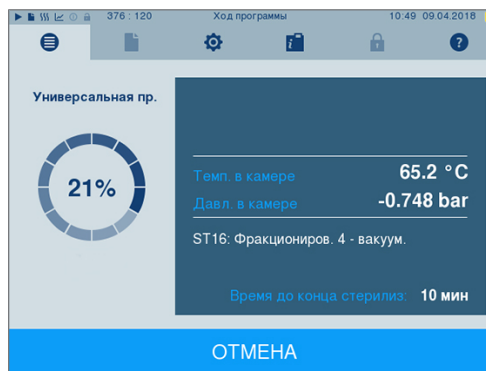 376 : 120 Ход программы 10:49 09.04.2018
Универсальная пр.
21%
Темп. в камере 65.2 °C
Давл. в камере -0.748 bar
ST16: Фракциониров. 4 - вакуум.
Время до конца стерилиз: 10 мин
ОТМЕНА